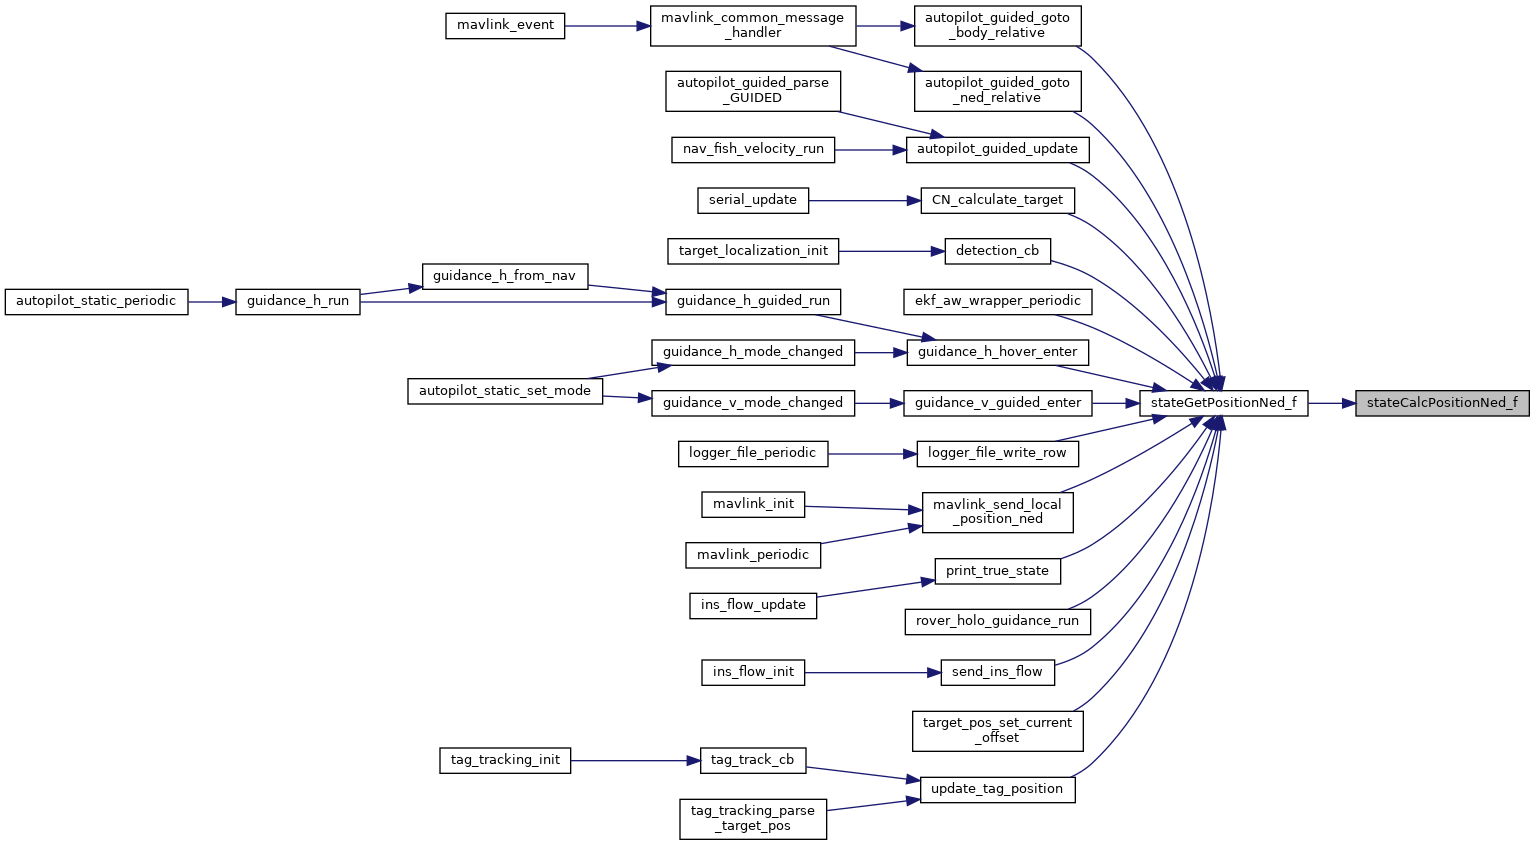 mavlink_event
mavlink_common_message
_handler
autopilot_guided_goto
_body_relative
autopilot_guided_goto
_ned_relative
autopilot_guided_parse
_GUIDED
nav_fish_velocity_run
autopilot_guided_update
serial_update
CN_calculate_target
target_localization_init
detection_cb
autopilot_static_periodic
guidance_h_run
guidance_h_from_nav
guidance_h_guided_run
ekf_aw_wrapper_periodic
guidance_h_mode_changed
guidance_h_hover_enter
autopilot_static_set_mode
guidance_v_mode_changed
guidance_v_guided_enter
stateGetPositionNed_f
stateCalcPositionNed_f
logger_file_periodic
logger_file_write_row
mavlink_init
mavlink_send_local
_position_ned
mavlink_periodic
print_true_state
ins_flow_update
rover_holo_guidance_run
ins_flow_init
send_ins_flow
target_pos_set_current
_offset
tag_tracking_init
tag_track_cb
update_tag_position
tag_tracking_parse
_target_pos